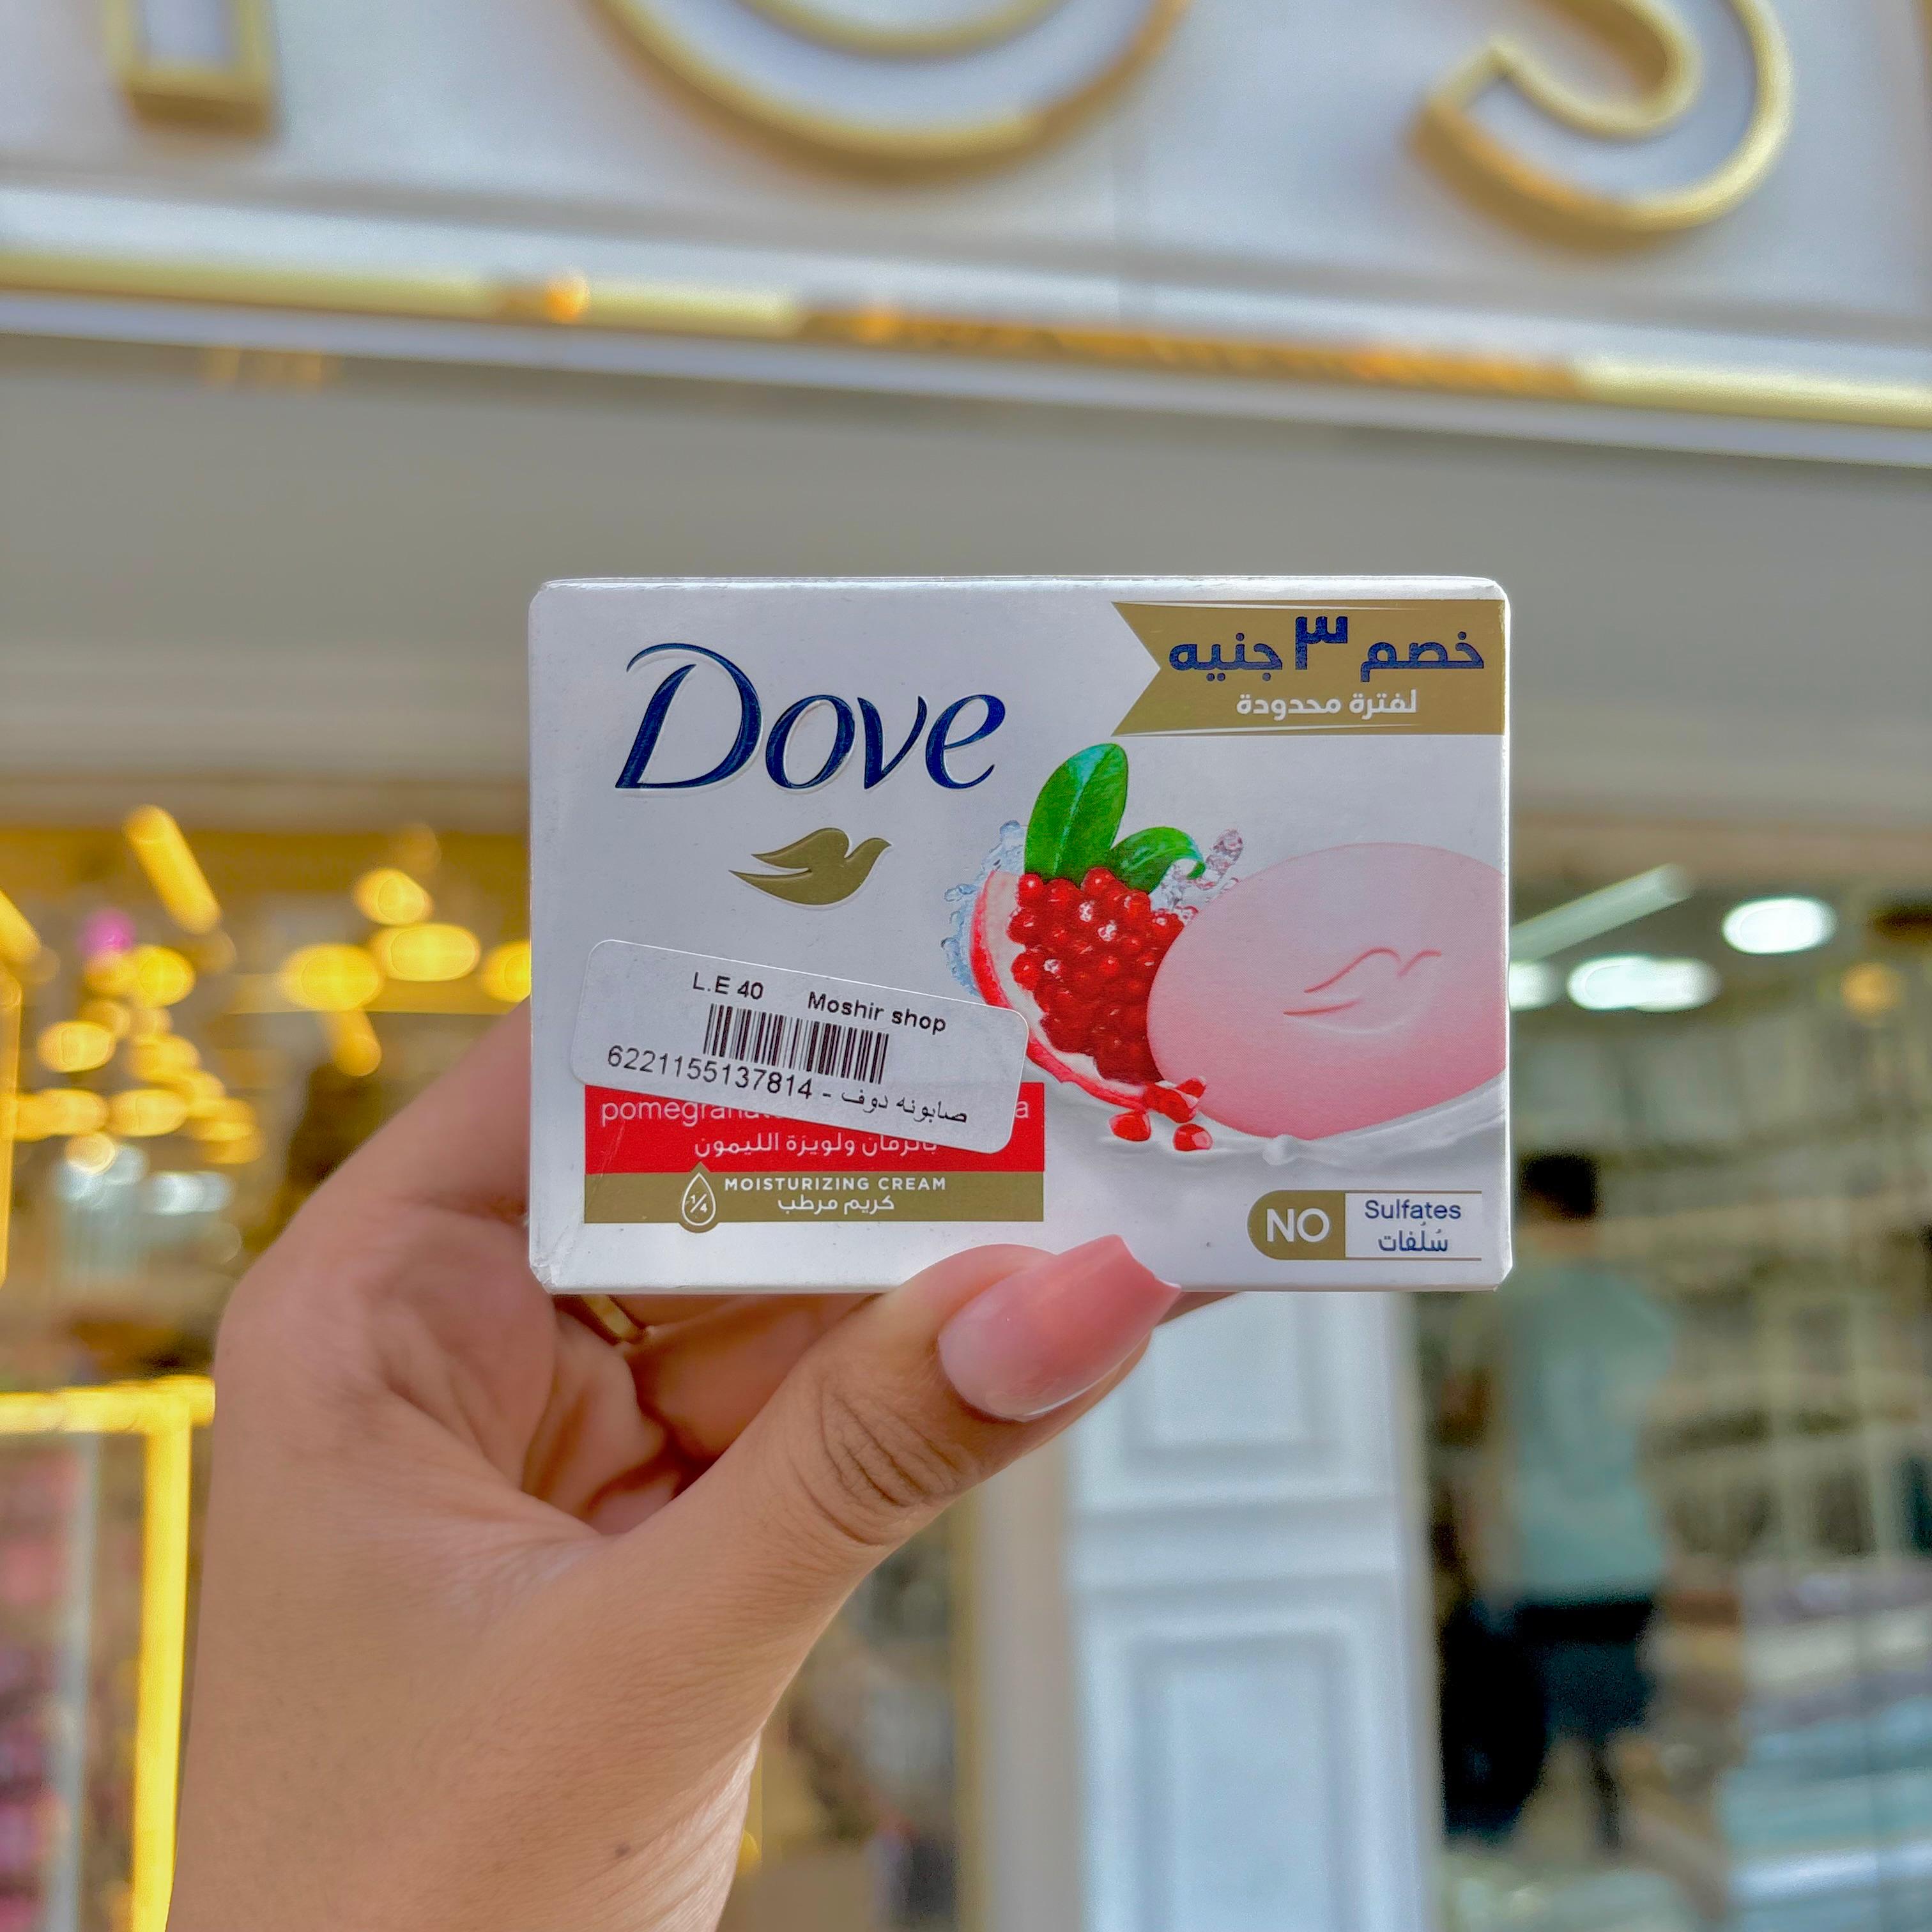 Dove
خصم ٣ جنيه
لفترة محدودة
L.E 40 Moshir shop
6221155137814 - صابونه دوف
بالرمان ولويزة الليمون
1/4 MOISTURIZING CREAM
كريم مرطب
NO Sulfates
سُلفات